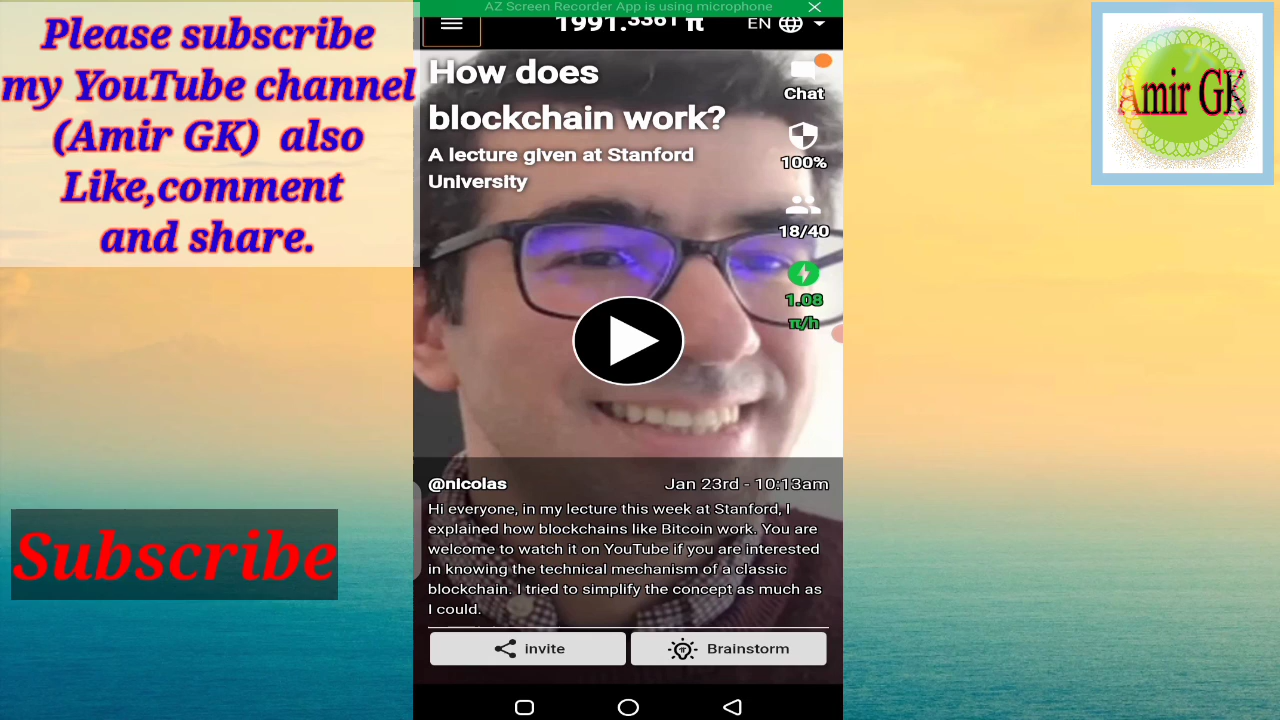 Please subscribe
my YouTube channel
(Amir GK) also
Like,comment
and share.
Subscribe
AZ Screen Recorder App is using microphone
1991.3361 π
EN
How does
blockchain work?
A lecture given at Stanford
University
Chat
100%
18/40
1.08
π/h
@nicolas
Jan 23rd - 10:13am
Hi everyone, in my lecture this week at Stanford, I
explained how blockchains like Bitcoin work. You are
welcome to watch it on YouTube if you are interested
in knowing the technical mechanism of a classic
blockchain. I tried to simplify the concept as much as
I could.
invite
Brainstorm
Amir GK